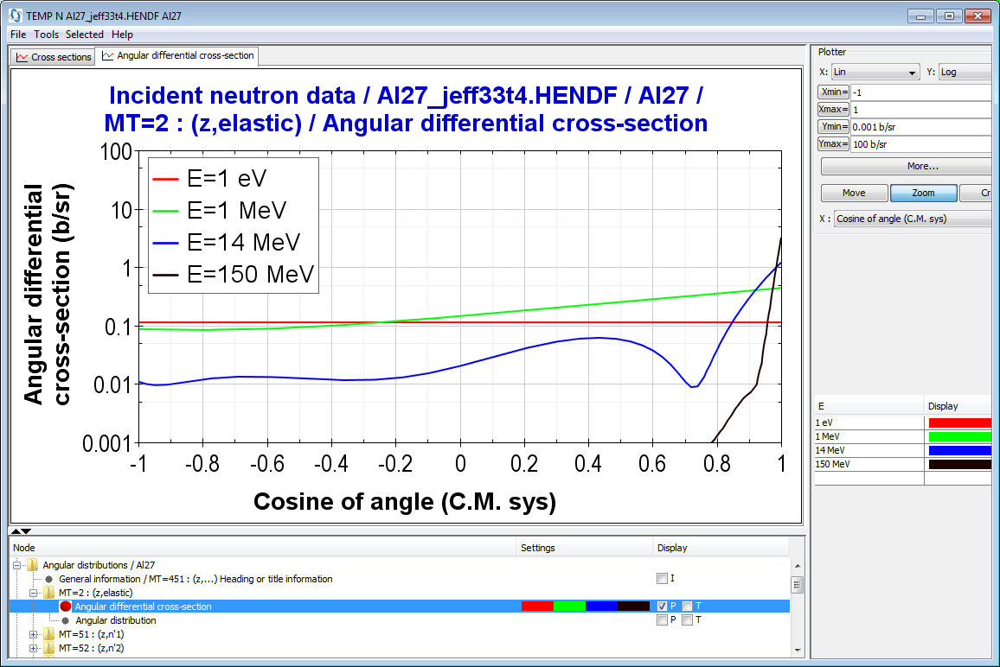 TEMP N Al27_jeff33t4.HENDF Al27
File Tools Selected Help
Cross sections Angular differential cross-section
Incident neutron data / Al27_jeff33t4.HENDF / Al27 /
MT=2 : (z,elastic) / Angular differential cross-section
Angular differential
cross-section (b/sr)
100
10
1
0.1
0.01
0.001
E=1 eV
E=1 MeV
E=14 MeV
E=150 MeV
-1 -0.8 -0.6 -0.4 -0.2 0 0.2 0.4 0.6 0.8 1
Cosine of angle (C.M. sys)
Plotter
X: Lin Y: Log
Xmin= -1
Xmax= 1
Ymin= 0.001 b/sr
Ymax= 100 b/sr
More...
Move Zoom Cr
X : Cosine of angle (C.M. sys)
E Display
1 eV
1 MeV
14 MeV
150 MeV
Node Settings Display
Angular distributions / Al27
General information / MT=451 : (z,...) Heading or title information I
MT=2 : (z,elastic)
Angular differential cross-section P T
Angular distribution P T
MT=51 : (z,n'1)
MT=52 : (z,n'2)